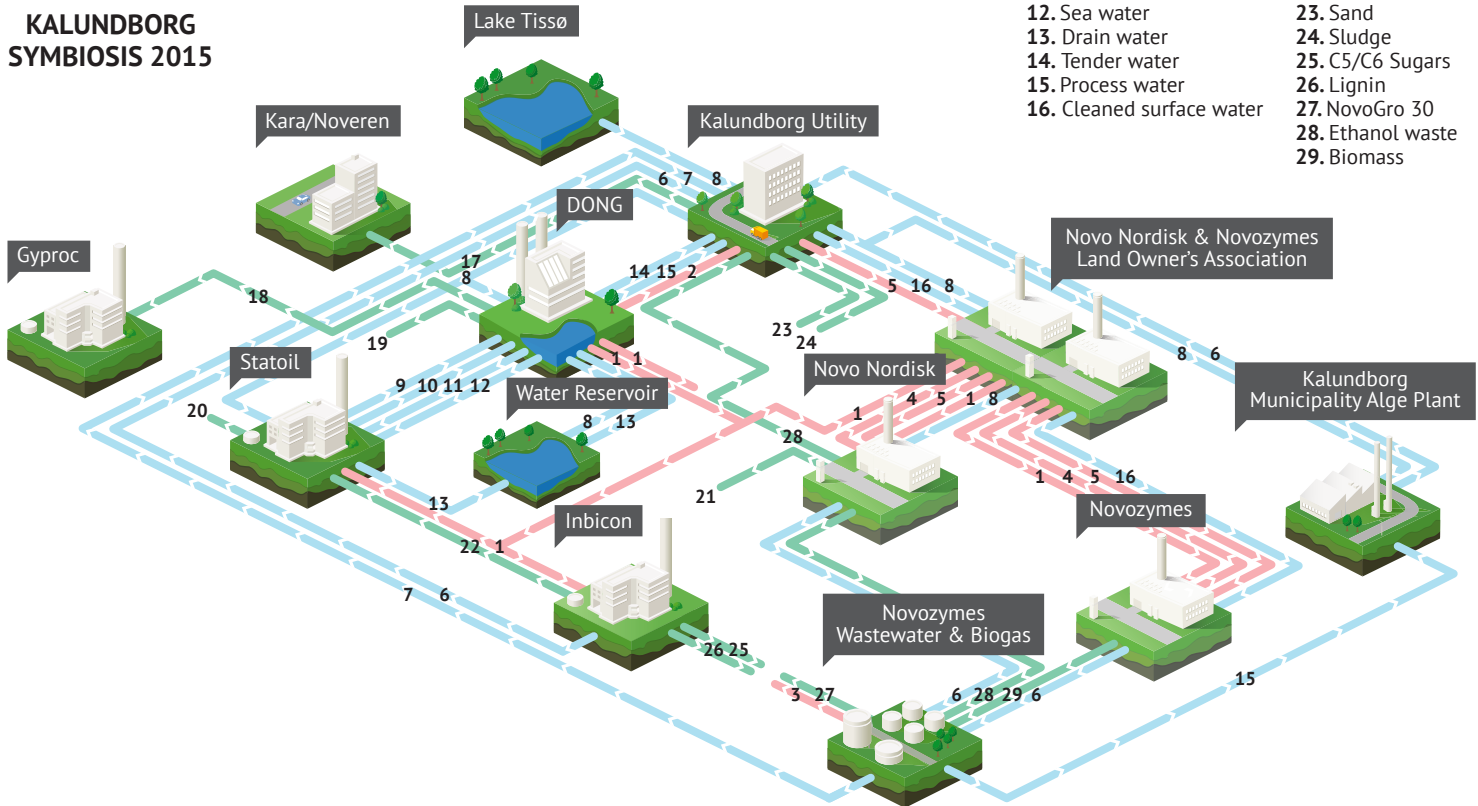 KALUNDBORG
SYMBIOSIS 2015
12. Sea water
13. Drain water
14. Tender water
15. Process water
16. Cleaned surface water
23. Sand
24. Sludge
25. C5/C6 Sugars
26. Lignin
27. NovoGro 30
28. Ethanol waste
29. Biomass
Lake Tissø
Kara/Noveren
Kalundborg Utility
6 7 8
DONG
Novo Nordisk & Novozymes
Land Owner's Association
Gyproc
17
8
14 15 2
5 16 8
18
23
24
19
1 1
8 6
Statoil
Novo Nordisk
Kalundborg
Municipality Alge Plant
9 10 11 12
Water Reservoir
1 4 5 1 8
20
8 13
28
21
1 4 5 16
13
Novozymes
Inbicon
22 1
7 6
Novozymes
Wastewater & Biogas
26 25
3 27
6 28 29 6
15